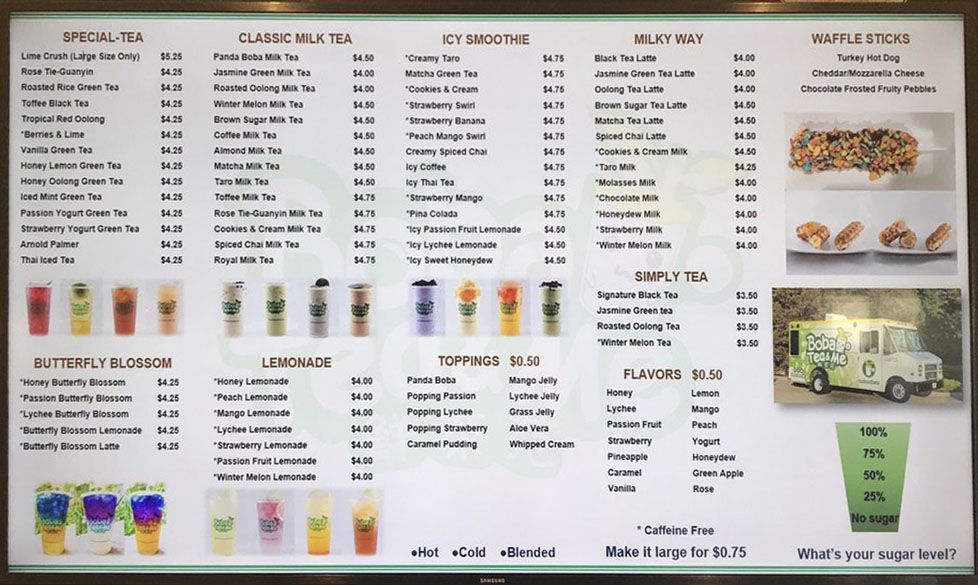 SPECIAL-TEA
Lime Crush (Large Size Only) $5.25
Rose Tie-Guanyin $4.25
Roasted Rice Green Tea $4.25
Toffee Black Tea $4.25
Tropical Red Oolong $4.25
*Berries & Lime $4.25
Vanilla Green Tea $4.25
Honey Lemon Green Tea $4.25
Honey Oolong Green Tea $4.25
Iced Mint Green Tea $4.25
Passion Yogurt Green Tea $4.25
Strawberry Yogurt Green Tea $4.25
Arnold Palmer $4.25
Thai Iced Tea $4.25
BUTTERFLY BLOSSOM
*Honey Butterfly Blossom $4.25
*Passion Butterfly Blossom $4.25
*Lychee Butterfly Blossom $4.25
*Butterfly Blossom Lemonade $4.25
*Butterfly Blossom Latte $4.25
CLASSIC MILK TEA
Panda Boba Milk Tea $4.50
Jasmine Green Milk Tea $4.00
Roasted Oolong Milk Tea $4.00
Winter Melon Milk Tea $4.50
Brown Sugar Milk Tea $4.50
Coffee Milk Tea $4.50
Almond Milk Tea $4.50
Matcha Milk Tea $4.50
Taro Milk Tea $4.50
Toffee Milk Tea $4.75
Rose Tie-Guanyin Milk Tea $4.75
Cookies & Cream Milk Tea $4.75
Spiced Chai Milk Tea $4.75
Royal Milk Tea $4.75
LEMONADE
*Honey Lemonade $4.00
*Peach Lemonade $4.00
*Mango Lemonade $4.00
*Lychee Lemonade $4.00
*Strawberry Lemonade $4.00
*Passion Fruit Lemonade $4.00
*Winter Melon Lemonade $4.00
ICY SMOOTHIE
*Creamy Taro $4.75
Matcha Green Tea $4.75
*Cookies & Cream $4.75
*Strawberry Swirl $4.75
*Strawberry Banana $4.75
*Peach Mango Swirl $4.75
Creamy Spiced Chai $4.75
Icy Coffee $4.75
Icy Thai Tea $4.75
*Strawberry Mango $4.75
*Pina Colada $4.75
*Icy Passion Fruit Lemonade $4.50
*Icy Lychee Lemonade $4.50
*Icy Sweet Honeydew $4.50
TOPPINGS $0.50
Panda Boba Mango Jelly
Popping Passion Lychee Jelly
Popping Lychee Grass Jelly
Popping Strawberry Aloe Vera
Caramel Pudding Whipped Cream
●Hot ●Cold ●Blended
MILKY WAY
Black Tea Latte $4.00
Jasmine Green Tea Latte $4.00
Oolong Tea Latte $4.00
Brown Sugar Tea Latte $4.50
Matcha Tea Latte $4.50
Spiced Chai Latte $4.50
*Cookies & Cream Milk $4.50
*Taro Milk $4.25
*Molasses Milk $4.00
*Chocolate Milk $4.00
*Honeydew Milk $4.00
*Strawberry Milk $4.00
*Winter Melon Milk $4.00
SIMPLY TEA
Signature Black Tea $3.50
Jasmine Green tea $3.50
Roasted Oolong Tea $3.50
*Winter Melon Tea $3.50
FLAVORS $0.50
Honey Lemon
Lychee Mango
Passion Fruit Peach
Strawberry Yogurt
Pineapple Honeydew
Caramel Green Apple
Vanilla Rose
* Caffeine Free
Make it large for $0.75
WAFFLE STICKS
Turkey Hot Dog
Cheddar/Mozzarella Cheese
Chocolate Frosted Fruity Pebbles
Boba
Tea&Me
100%
75%
50%
25%
No sugar
What's your sugar level?
SAMSUNG